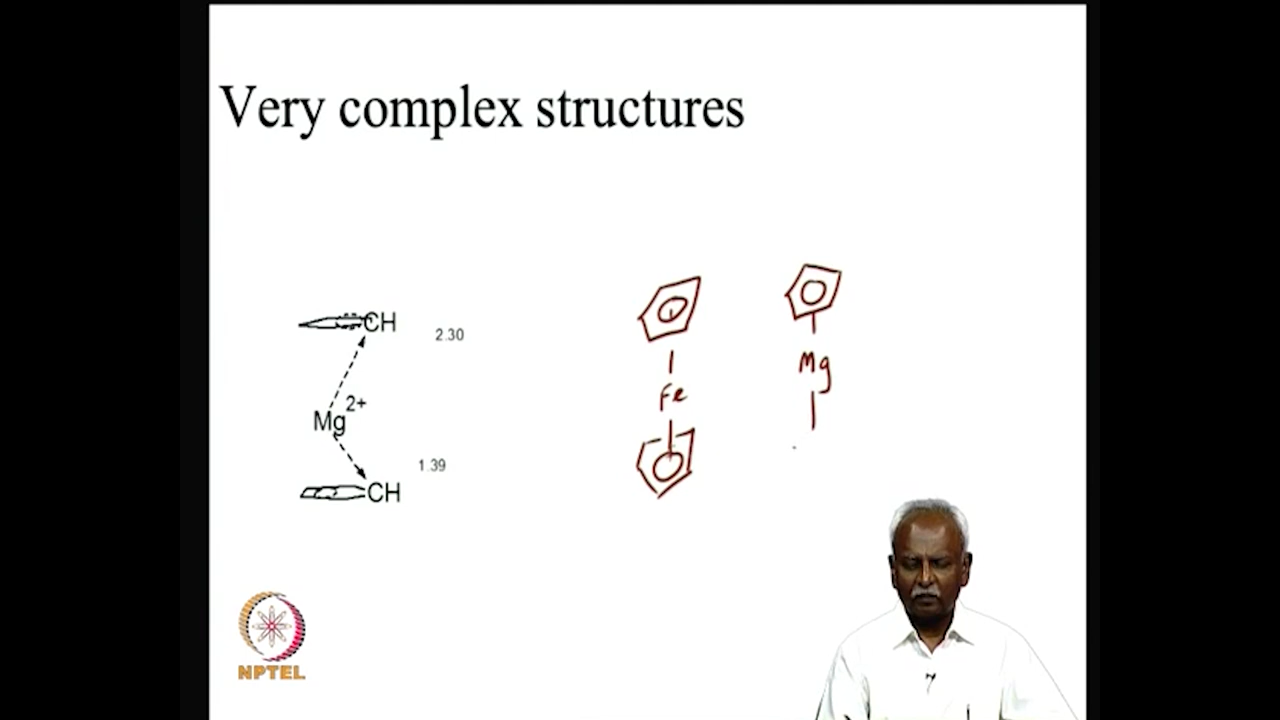 Very complex structures
CH
2.30
Mg2+
1.39
CH
Fe
Mg
NPTEL